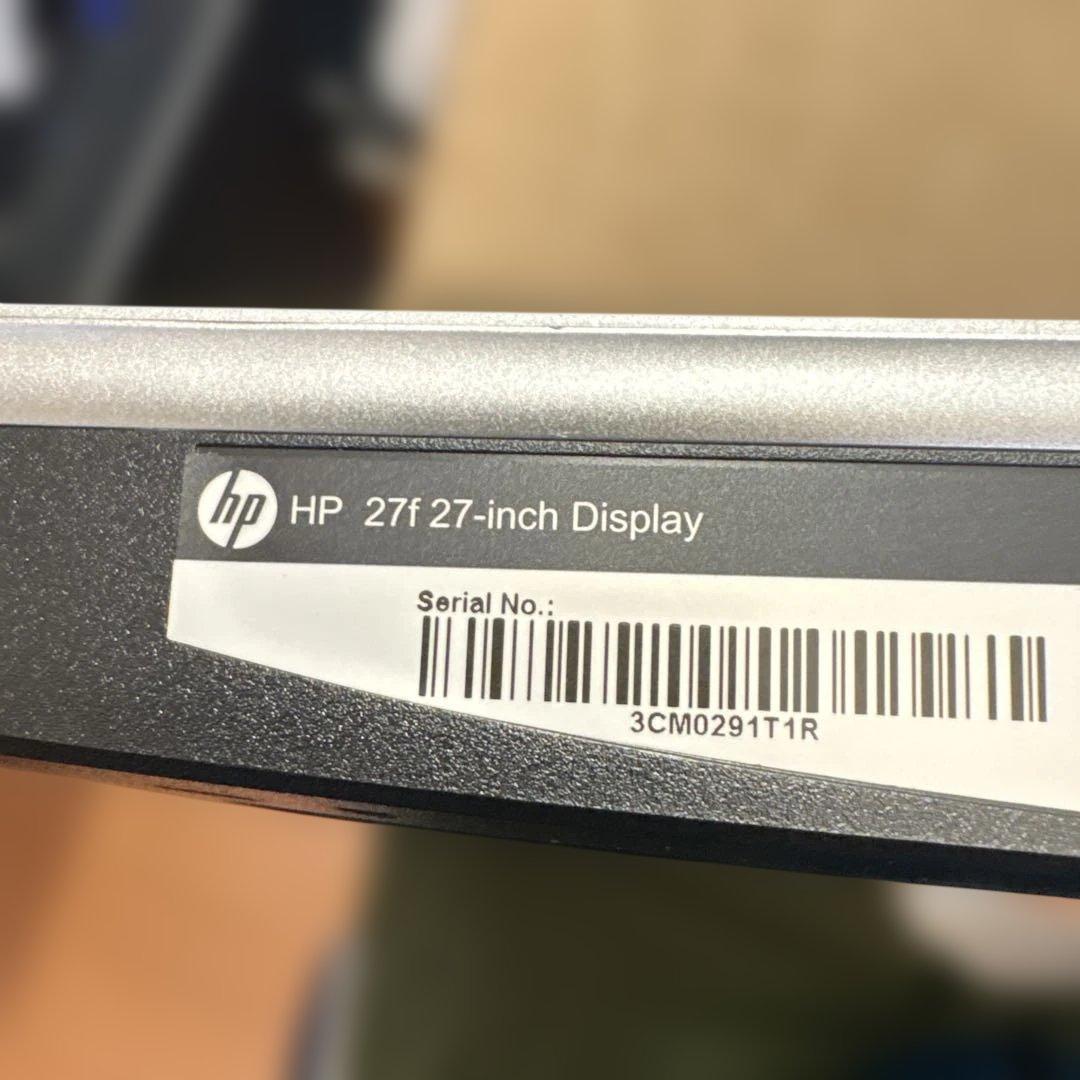 hp HP 27f 27-inch Display
Serial No.:
3CM0291T1R